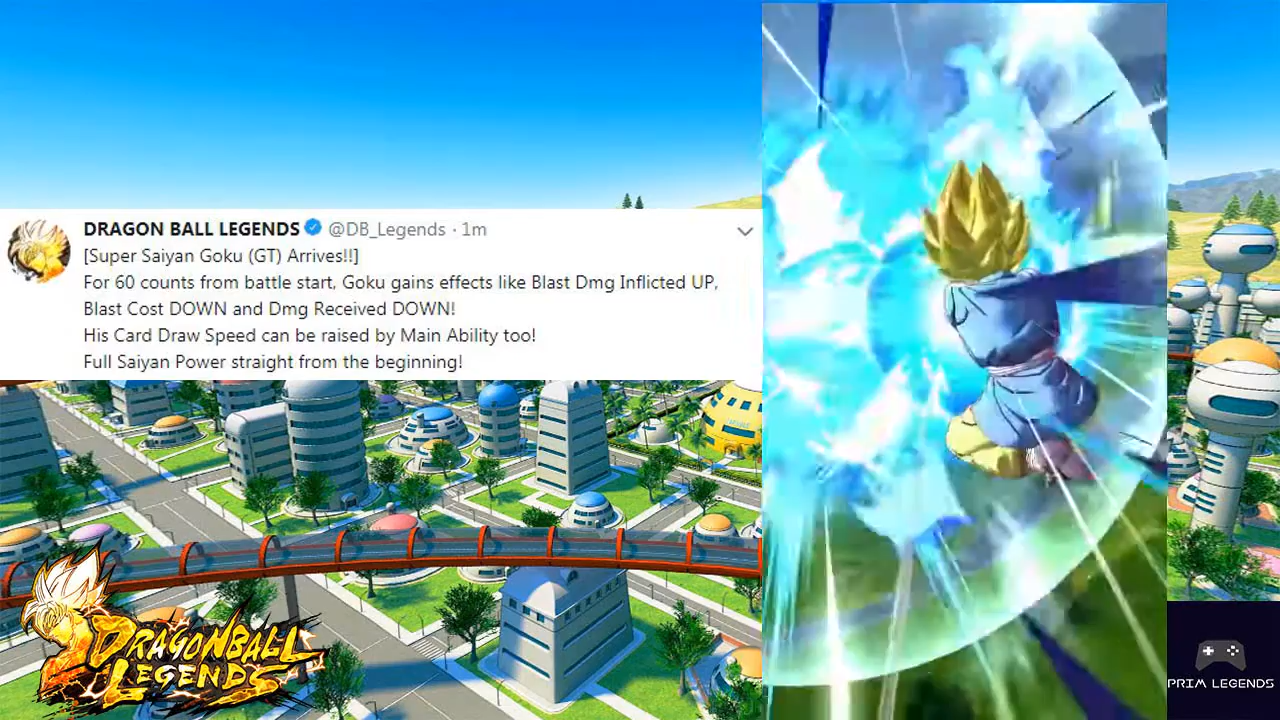 DRAGON BALL LEGENDS @DB_Legends · 1m
[Super Saiyan Goku (GT) Arrives!!]
For 60 counts from battle start, Goku gains effects like Blast Dmg Inflicted UP,
Blast Cost DOWN and Dmg Received DOWN!
His Card Draw Speed can be raised by Main Ability too!
Full Saiyan Power straight from the beginning!
DRAGONBALL
LEGENDS
PRIM LEGENDS